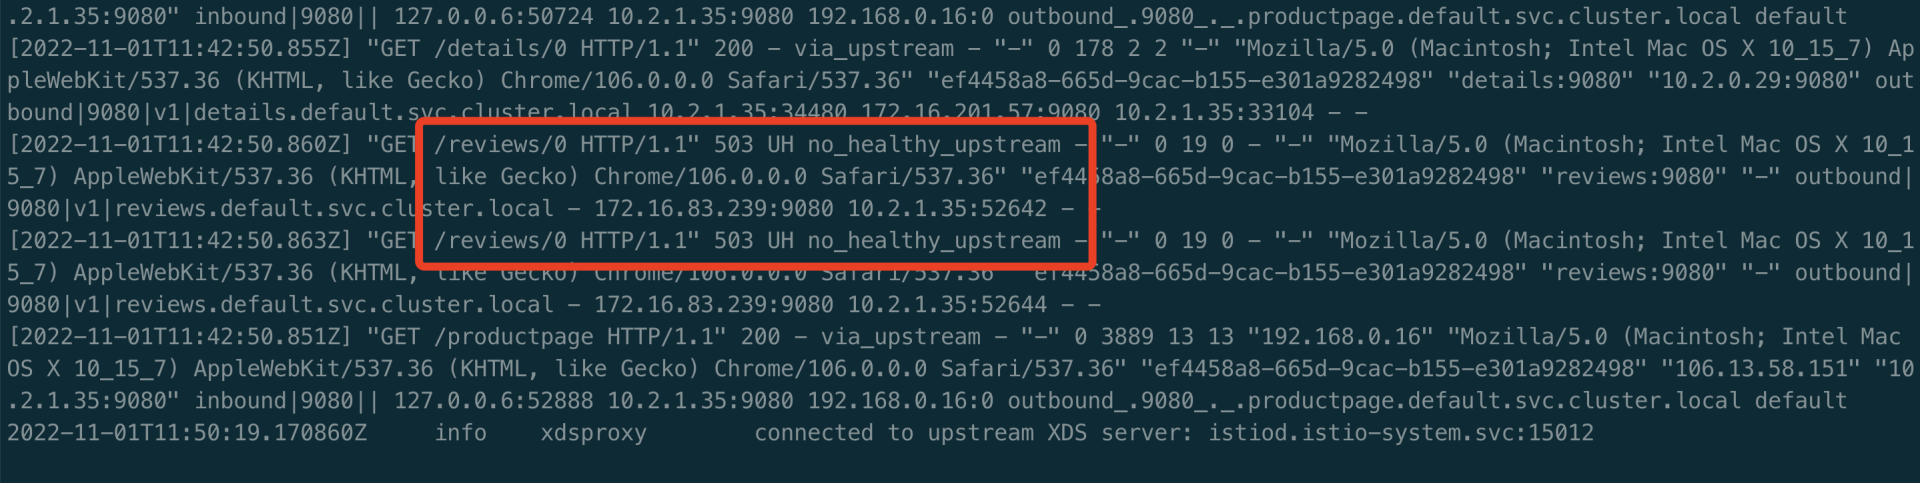 .2.1.35:9080" inbound|9080|| 127.0.0.6:50724 10.2.1.35:9080 192.168.0.16:0 outbound_.9080_._.productpage.default.svc.cluster.local default
[2022-11-01T11:42:50.855Z] "GET /details/0 HTTP/1.1" 200 - via_upstream - "-" 0 178 2 2 "-" "Mozilla/5.0 (Macintosh; Intel Mac OS X 10_15_7) Ap
pleWebKit/537.36 (KHTML, like Gecko) Chrome/106.0.0.0 Safari/537.36" "ef4458a8-665d-9cac-b155-e301a9282498" "details:9080" "10.2.0.29:9080" out
bound|9080|v1|details.default.svc.cluster.local 10.2.1.35:34480 172.16.201.57:9080 10.2.1.35:33104 - -
[2022-11-01T11:42:50.860Z] "GET /reviews/0 HTTP/1.1" 503 UH no_healthy_upstream - "-" 0 19 0 - "-" "Mozilla/5.0 (Macintosh; Intel Mac OS X 10_1
5_7) AppleWebKit/537.36 (KHTML, like Gecko) Chrome/106.0.0.0 Safari/537.36" "ef4458a8-665d-9cac-b155-e301a9282498" "reviews:9080" "-" outbound|
9080|v1|reviews.default.svc.cluster.local - 172.16.83.239:9080 10.2.1.35:52642 - -
[2022-11-01T11:42:50.863Z] "GET /reviews/0 HTTP/1.1" 503 UH no_healthy_upstream - "-" 0 19 0 - "-" "Mozilla/5.0 (Macintosh; Intel Mac OS X 10_1
5_7) AppleWebKit/537.36 (KHTML, like Gecko) Chrome/106.0.0.0 Safari/537.36" "ef4458a8-665d-9cac-b155-e301a9282498" "reviews:9080" "-" outbound|
9080|v1|reviews.default.svc.cluster.local - 172.16.83.239:9080 10.2.1.35:52644 - -
[2022-11-01T11:42:50.851Z] "GET /productpage HTTP/1.1" 200 - via_upstream - "-" 0 3889 13 13 "192.168.0.16" "Mozilla/5.0 (Macintosh; Intel Mac
OS X 10_15_7) AppleWebKit/537.36 (KHTML, like Gecko) Chrome/106.0.0.0 Safari/537.36" "ef4458a8-665d-9cac-b155-e301a9282498" "106.13.58.151" "10
.2.1.35:9080" inbound|9080|| 127.0.0.6:52888 10.2.1.35:9080 192.168.0.16:0 outbound_.9080_._.productpage.default.svc.cluster.local default
2022-11-01T11:50:19.170860Z     info    xdsproxy        connected to upstream XDS server: istiod.istio-system.svc:15012